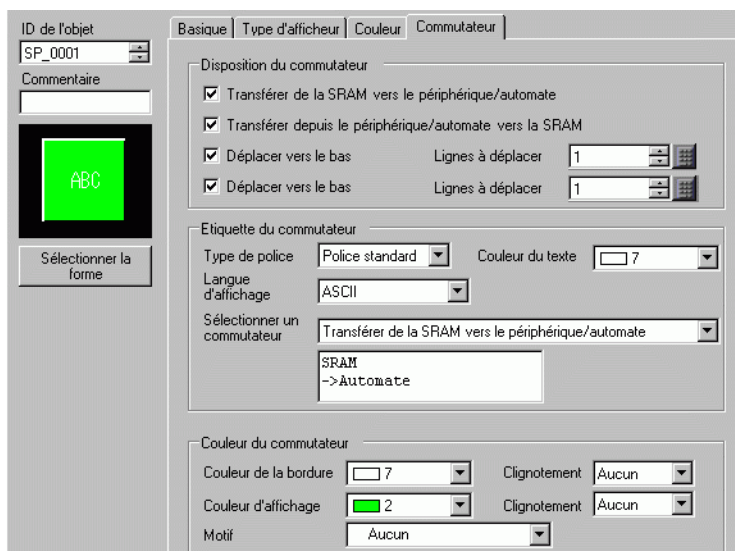 ID de l'objet
SP_0001
Commentaire
ABC
Sélectionner la
forme
Basique
Type d'afficheur
Couleur
Commutateur
Disposition du commutateur
Transférer de la SRAM vers le périphérique/automate
Transférer depuis le périphérique/automate vers la SRAM
Déplacer vers le bas Lignes à déplacer 1
Déplacer vers le bas Lignes à déplacer 1
Etiquette du commutateur
Type de police Police standard Couleur du texte 7
Langue
d'affichage ASCII
Sélectionner un
commutateur Transférer de la SRAM vers le périphérique/automate
SRAM
->Automate
Couleur du commutateur
Couleur de la bordure 7 Clignotement Aucun
Couleur d'affichage 2 Clignotement Aucun
Motif Aucun